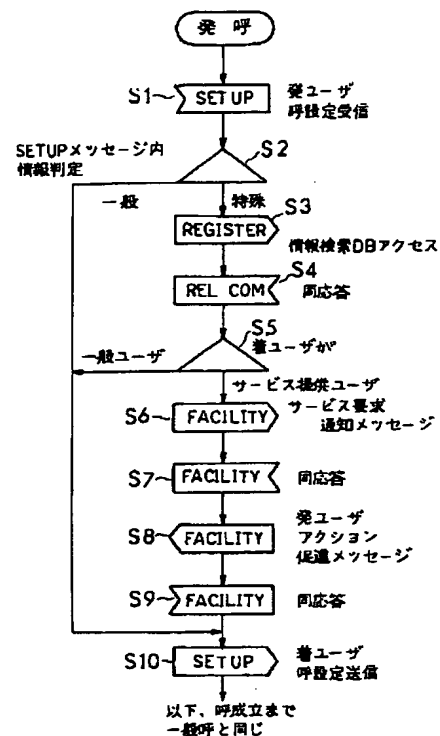 発呼
S1 SETUP 発ユーザ
呼設定受信
SETUPメッセージ内
情報判定
S2
一般 特殊
S3
REGISTER
情報検索DBアクセス
S4
REL COM 同応答
S5
着ユーザが
一般ユーザ
サービス提供ユーザ
S6 FACILITY サービス要求
通知メッセージ
S7 FACILITY 同応答
S8 FACILITY 発ユーザ
アクション
促進メッセージ
S9 FACILITY 同応答
S10 SETUP 着ユーザ
呼設定送信
以下、呼成立まで
一般呼と同じ